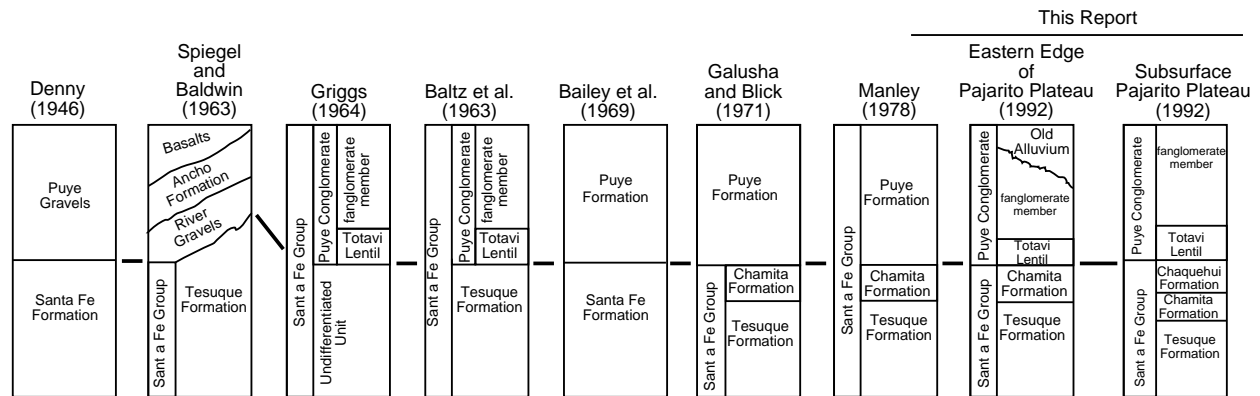 This Report
Denny
(1946)
Spiegel
and
Baldwin
(1963)
Griggs
(1964)
Baltz et al.
(1963)
Bailey et al.
(1969)
Galusha
and Blick
(1971)
Manley
(1978)
Eastern Edge
of
Pajarito Plateau
(1992)
Subsurface
Pajarito Plateau
(1992)
Puye
Gravels
Santa Fe
Formation
Basalts
Ancho
Formation
River
Gravels
Sant a Fe Group
Tesuque
Formation
Sant a Fe Group
Puye Conglomerate
fanglomerate
member
Totavi
Lentil
Undifferentiated
Unit
Sant a Fe Group
Puye Conglomerate
fanglomerate
member
Totavi
Lentil
Tesuque
Formation
Puye
Formation
Santa Fe
Formation
Puye
Formation
Sant a Fe Group
Chamita
Formation
Tesuque
Formation
Sant a Fe Group
Puye
Formation
Chamita
Formation
Tesuque
Formation
Puye Conglomerate
Old
Alluvium
fanglomerate
member
Totavi
Lentil
Sant a Fe Group
Chamita
Formation
Tesuque
Formation
Puye Conglomerate
fanglomerate
member
Totavi
Lentil
Sant a Fe Group
Chaquehui
Formation
Chamita
Formation
Tesuque
Formation